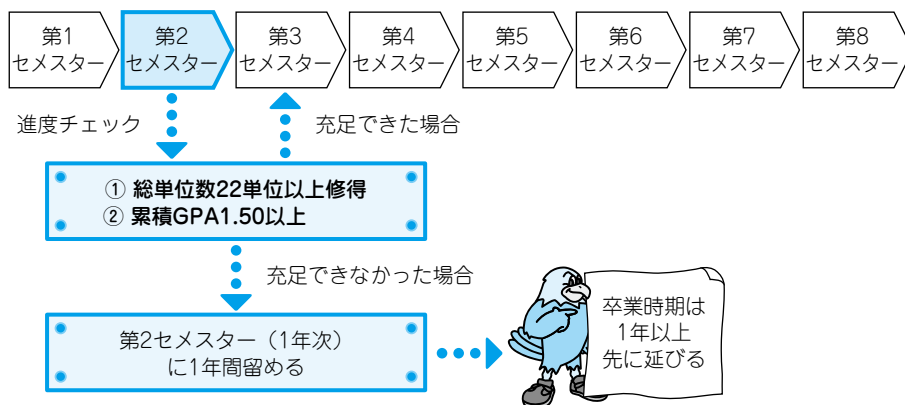 第1
セメスター
第2
セメスター
第3
セメスター
第4
セメスター
第5
セメスター
第6
セメスター
第7
セメスター
第8
セメスター
進度チェック
充足できた場合
① 総単位数22単位以上修得
② 累積GPA1.50以上
充足できなかった場合
第2セメスター（1年次）
に1年間留める
卒業時期は
1年以上
先に延びる